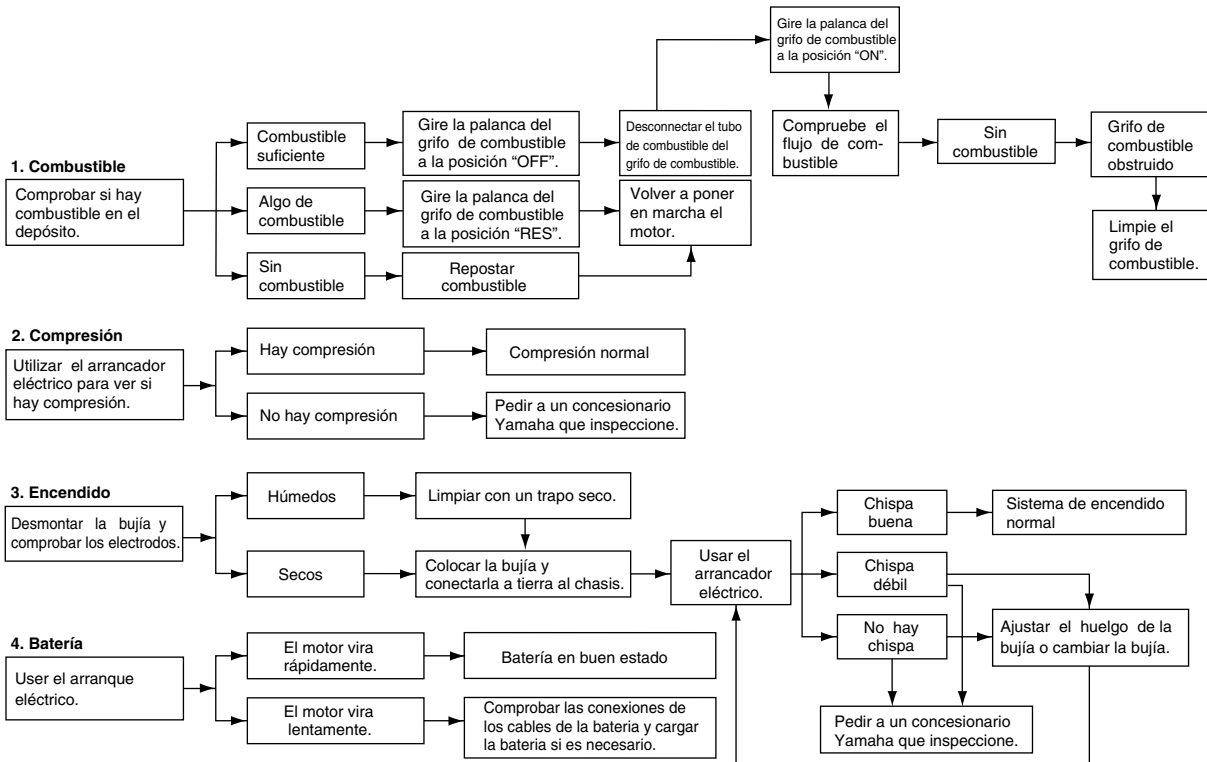 1. Combustible
Comprobar si hay
combustible en el
depósito.
Combustible
suficiente
Gire la palanca del
grifo de combustible
a la posición “OFF”.
Desconnectar el tubo
de combustible del
grifo de combustible.
Gire la palanca del
grifo de combustible
a la posición “ON”.
Compruebe el
flujo de com-
bustible
Sin
combustible
Grifo de
combustible
obstruido
Limpie el
grifo de
combustible.
Algo de
combustible
Gire la palanca del
grifo de combustible
a la posición “RES”.
Volver a poner
en marcha el
motor.
Sin
combustible
Repostar
combustible
2. Compresión
Utilizar el arrancador
eléctrico para ver si
hay compresión.
Hay compresión
Compresión normal
No hay compresión
Pedir a un concesionario
Yamaha que inspeccione.
3. Encendido
Desmontar la bujía y
comprobar los electrodos.
Húmedos
Limpiar con un trapo seco.
Secos
Colocar la bujía y
conectarla a tierra al chasis.
Usar el
arrancador
eléctrico.
Chispa
buena
Sistema de encendido
normal
Chispa
débil
No hay
chispa
Ajustar el huelgo de la
bujía o cambiar la bujía.
Pedir a un concesionario
Yamaha que inspeccione.
4. Batería
User el arranque
eléctrico.
El motor vira
rápidamente.
Batería en buen estado
El motor vira
lentamente.
Comprobar las conexiones de
los cables de la bateria y cargar
la bateria si es necesario.